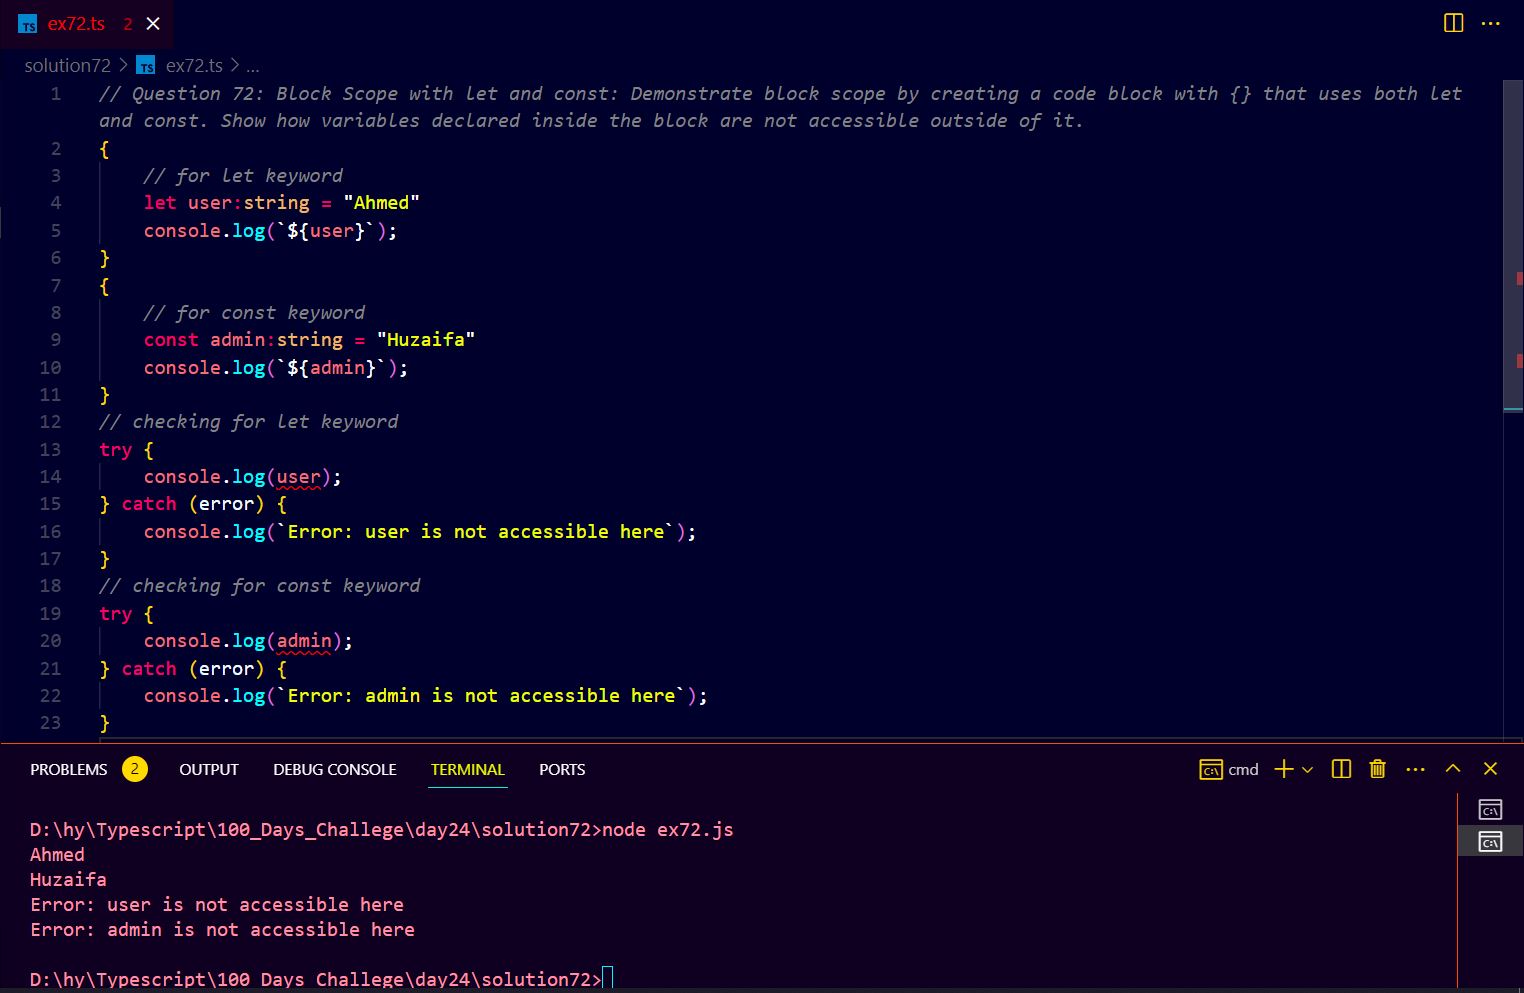 TS ex72.ts 2
solution72 > TS ex72.ts > ...
1 // Question 72: Block Scope with let and const: Demonstrate block scope by creating a code block with {} that uses both let
and const. Show how variables declared inside the block are not accessible outside of it.
2 {
3     // for let keyword
4     let user:string = "Ahmed"
5     console.log(`${user}`);
6 }
7 {
8     // for const keyword
9     const admin:string = "Huzaifa"
10     console.log(`${admin}`);
11 }
12 // checking for let keyword
13 try {
14     console.log(user);
15 } catch (error) {
16     console.log(`Error: user is not accessible here`);
17 }
18 // checking for const keyword
19 try {
20     console.log(admin);
21 } catch (error) {
22     console.log(`Error: admin is not accessible here`);
23 }
PROBLEMS 2 OUTPUT DEBUG CONSOLE TERMINAL PORTS cmd
D:\hy\Typescript\100_Days_Challege\day24\solution72>node ex72.js
Ahmed
Huzaifa
Error: user is not accessible here
Error: admin is not accessible here
D:\hy\Typescript\100_Days_Challege\day24\solution72>